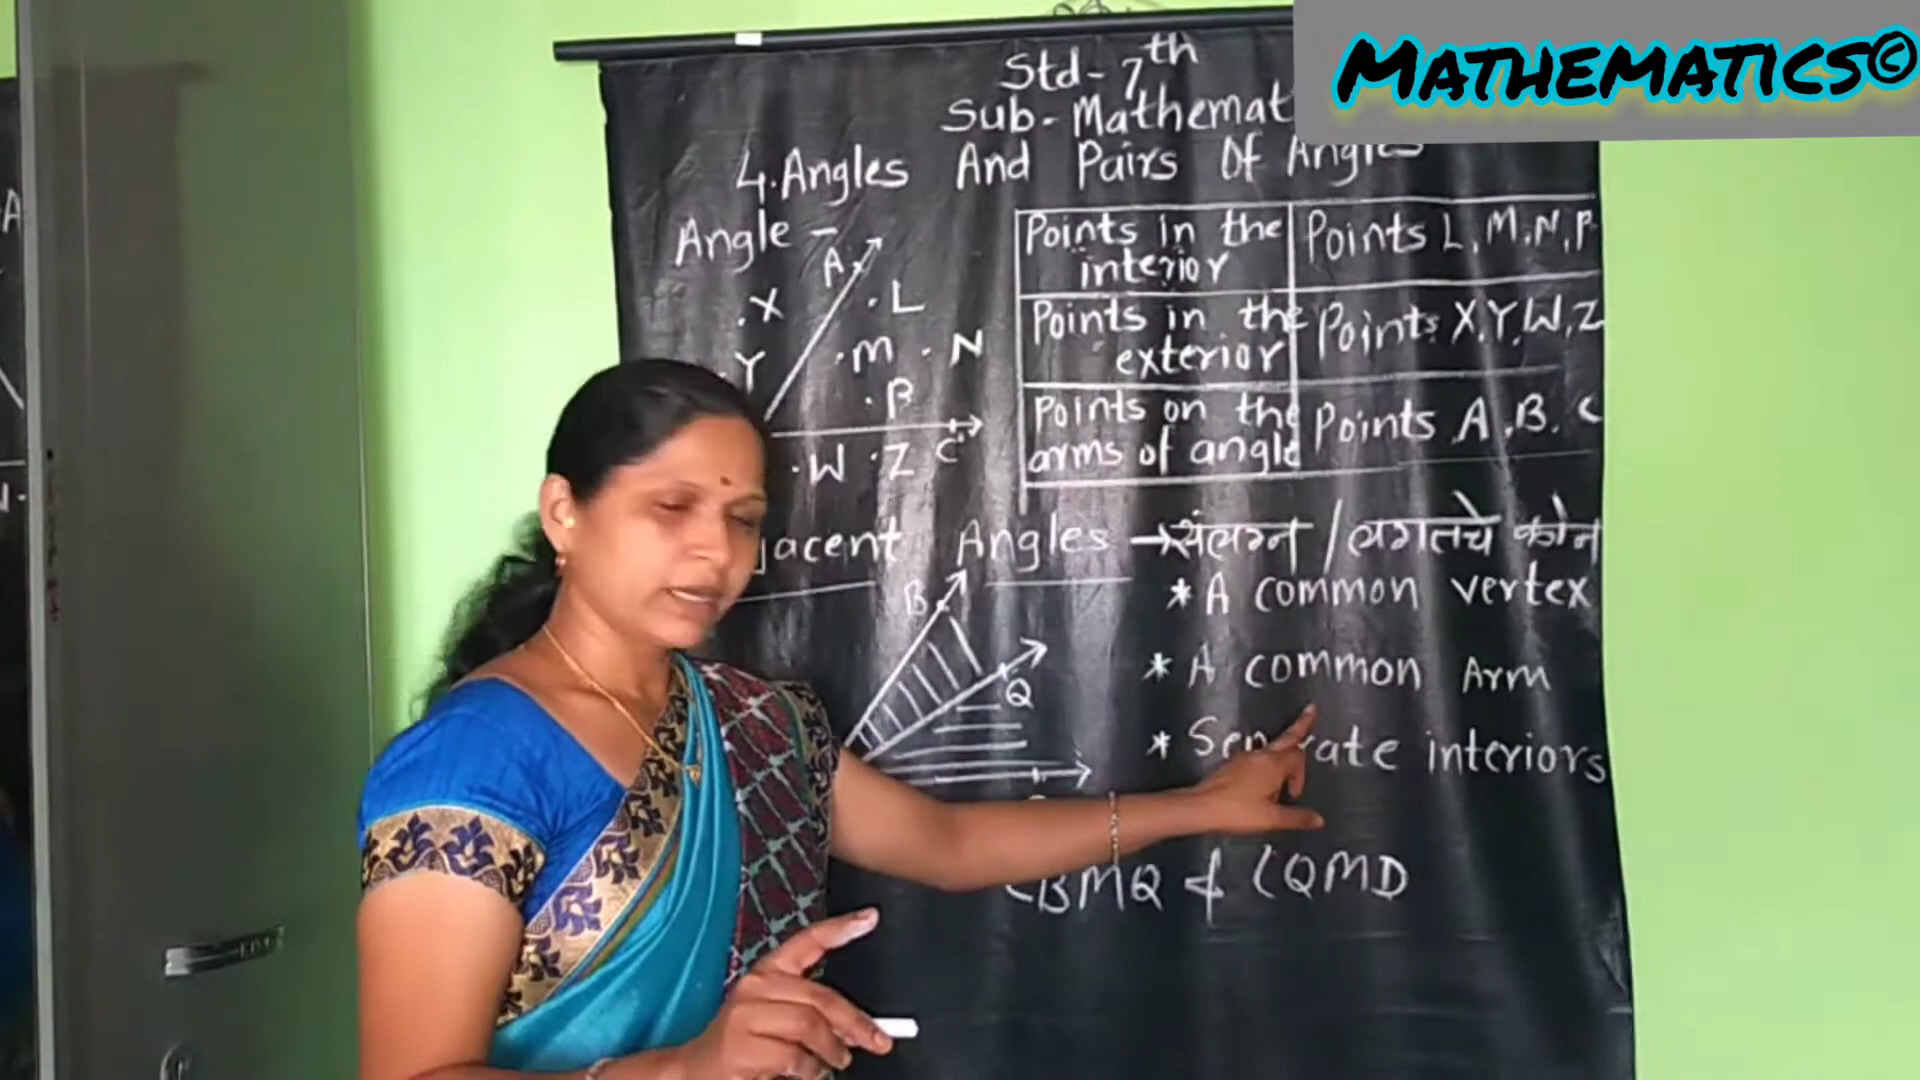 MATHEMATICS©
Std- 7th
Sub- Mathemat
4. Angles And Pairs Of Angles
Angle -
A
X
L
Y
M
N
P
W
Z
C
Points in the interior
Points L, M, N, P
Points in the exterior
Points X, Y, W, Z
Points on the arms of angle
Points A, B, C
jacent Angles → संलग्न / लगतचे कोन
B
Q
* A common vertex
* A common Arm
* Separate interiors
∠BMQ & ∠QMD